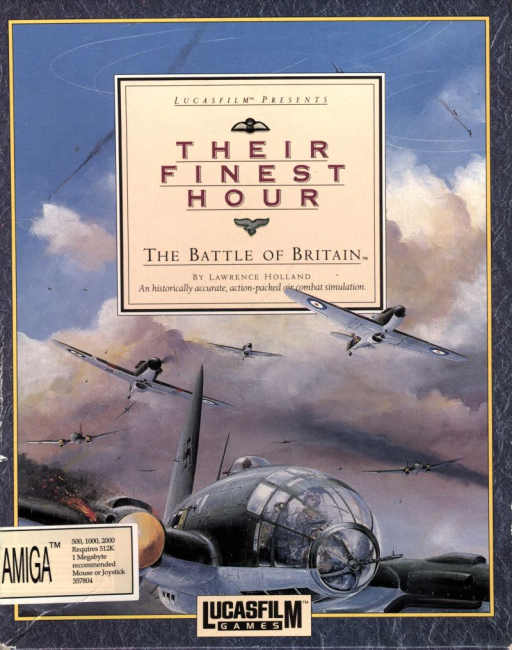 LUCASFILM™ PRESENTS
THEIR
FINEST
HOUR
THE BATTLE OF BRITAIN™
BY LAWRENCE HOLLAND
An historically accurate, action-packed air combat simulation.
AMIGA™
500, 1000, 2000
Requires 512K
1 Megabyte
recommended
Mouse or Joystick
357804
LUCASFILM™
GAMES